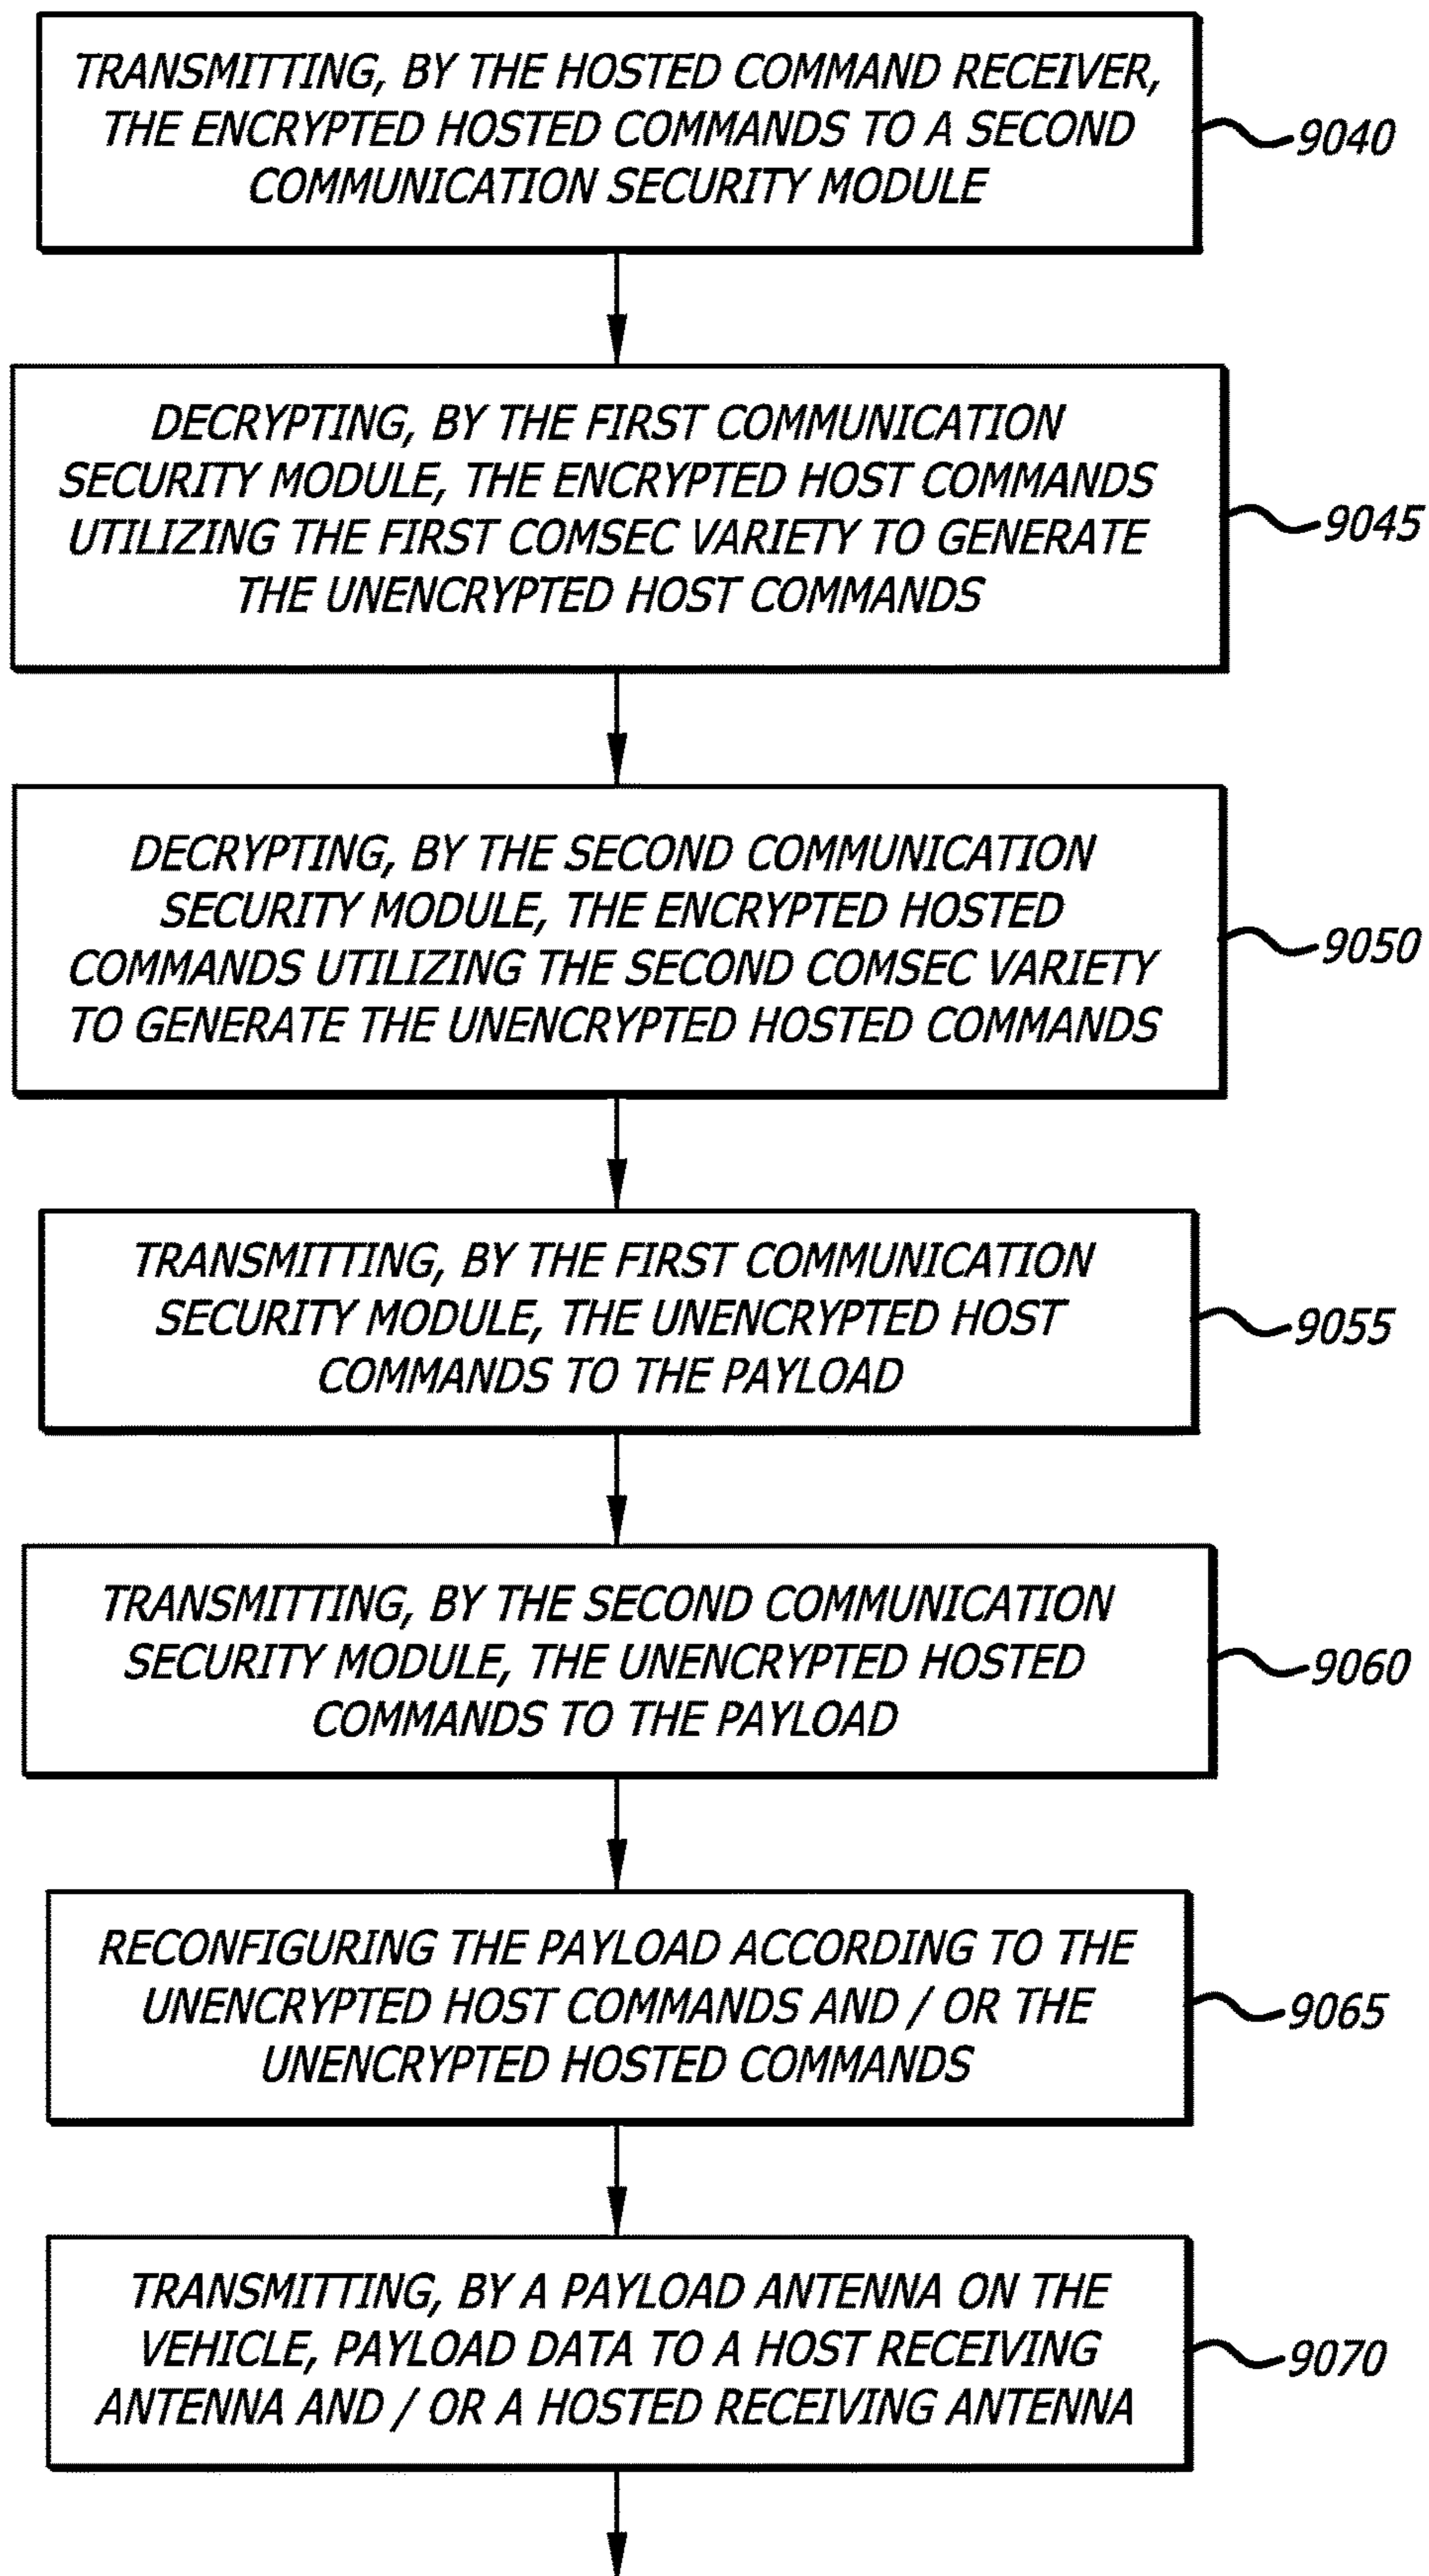 TRANSMITTING, BY THE HOSTED COMMAND RECEIVER,
THE ENCRYPTED HOSTED COMMANDS TO A SECOND
COMMUNICATION SECURITY MODULE
9040
DECRYPTING, BY THE FIRST COMMUNICATION
SECURITY MODULE, THE ENCRYPTED HOST COMMANDS
UTILIZING THE FIRST COMSEC VARIETY TO GENERATE
THE UNENCRYPTED HOST COMMANDS
9045
DECRYPTING, BY THE SECOND COMMUNICATION
SECURITY MODULE, THE ENCRYPTED HOSTED
COMMANDS UTILIZING THE SECOND COMSEC VARIETY
TO GENERATE THE UNENCRYPTED HOSTED COMMANDS
9050
TRANSMITTING, BY THE FIRST COMMUNICATION
SECURITY MODULE, THE UNENCRYPTED HOST
COMMANDS TO THE PAYLOAD
9055
TRANSMITTING, BY THE SECOND COMMUNICATION
SECURITY MODULE, THE UNENCRYPTED HOSTED
COMMANDS TO THE PAYLOAD
9060
RECONFIGURING THE PAYLOAD ACCORDING TO THE
UNENCRYPTED HOST COMMANDS AND / OR THE
UNENCRYPTED HOSTED COMMANDS
9065
TRANSMITTING, BY A PAYLOAD ANTENNA ON THE
VEHICLE, PAYLOAD DATA TO A HOST RECEIVING
ANTENNA AND / OR A HOSTED RECEIVING ANTENNA
9070